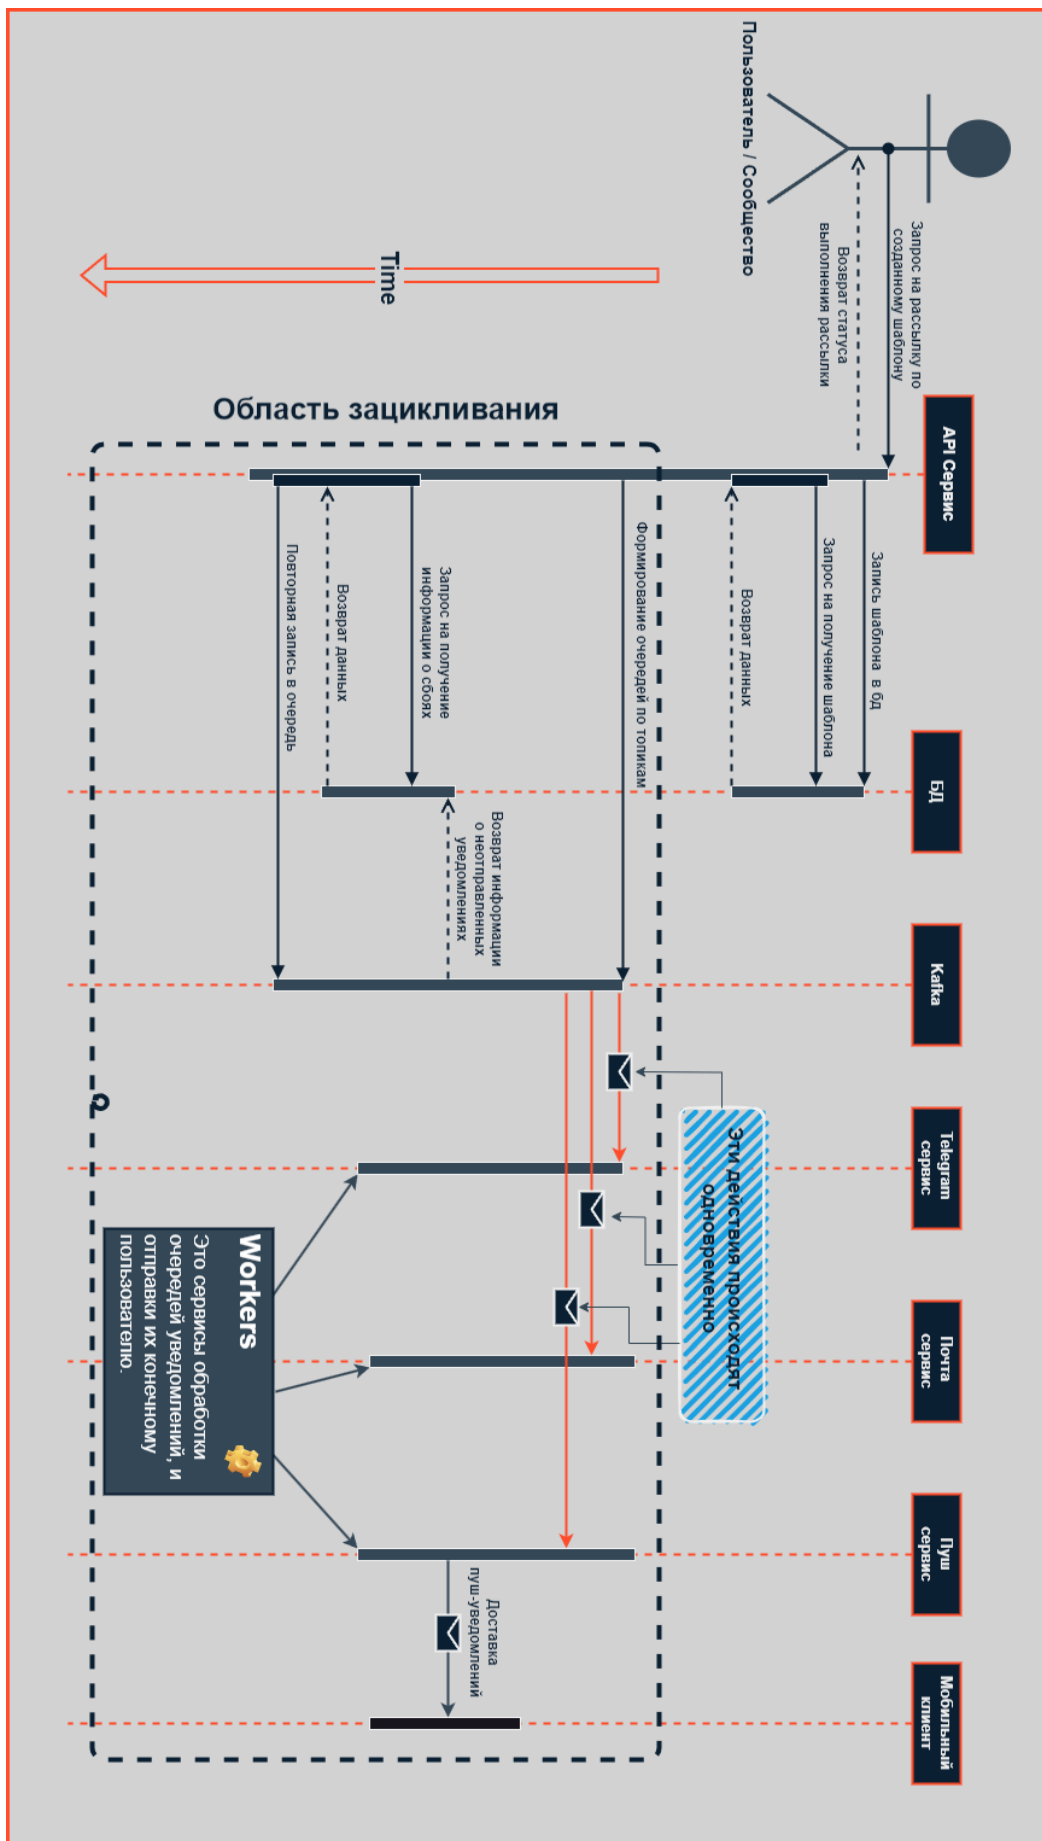 Пользователь / Сообщество
Запрос на рассылку по
созданному шаблону
Возврат статуса
выполнения рассылки
Time
API Сервис
БД
Kafka
Telegram
сервис
Почта
сервис
Пуш
сервис
Мобильный
клиент
Запись шаблона в бд
Запрос на получение шаблона
Возврат данных
Область зацикливания
Формирование очередей по топикам
Эти действия происходят
одновременно
Возврат информации
о неотправленных
уведомлениях
Запрос на получение
информации о сбоях
Возврат данных
Повторная запись в очередь
Доставка
пуш-уведомлений
Workers
Это сервисы обработки
очередей уведомлений, и
отправки их конечному
пользователю.